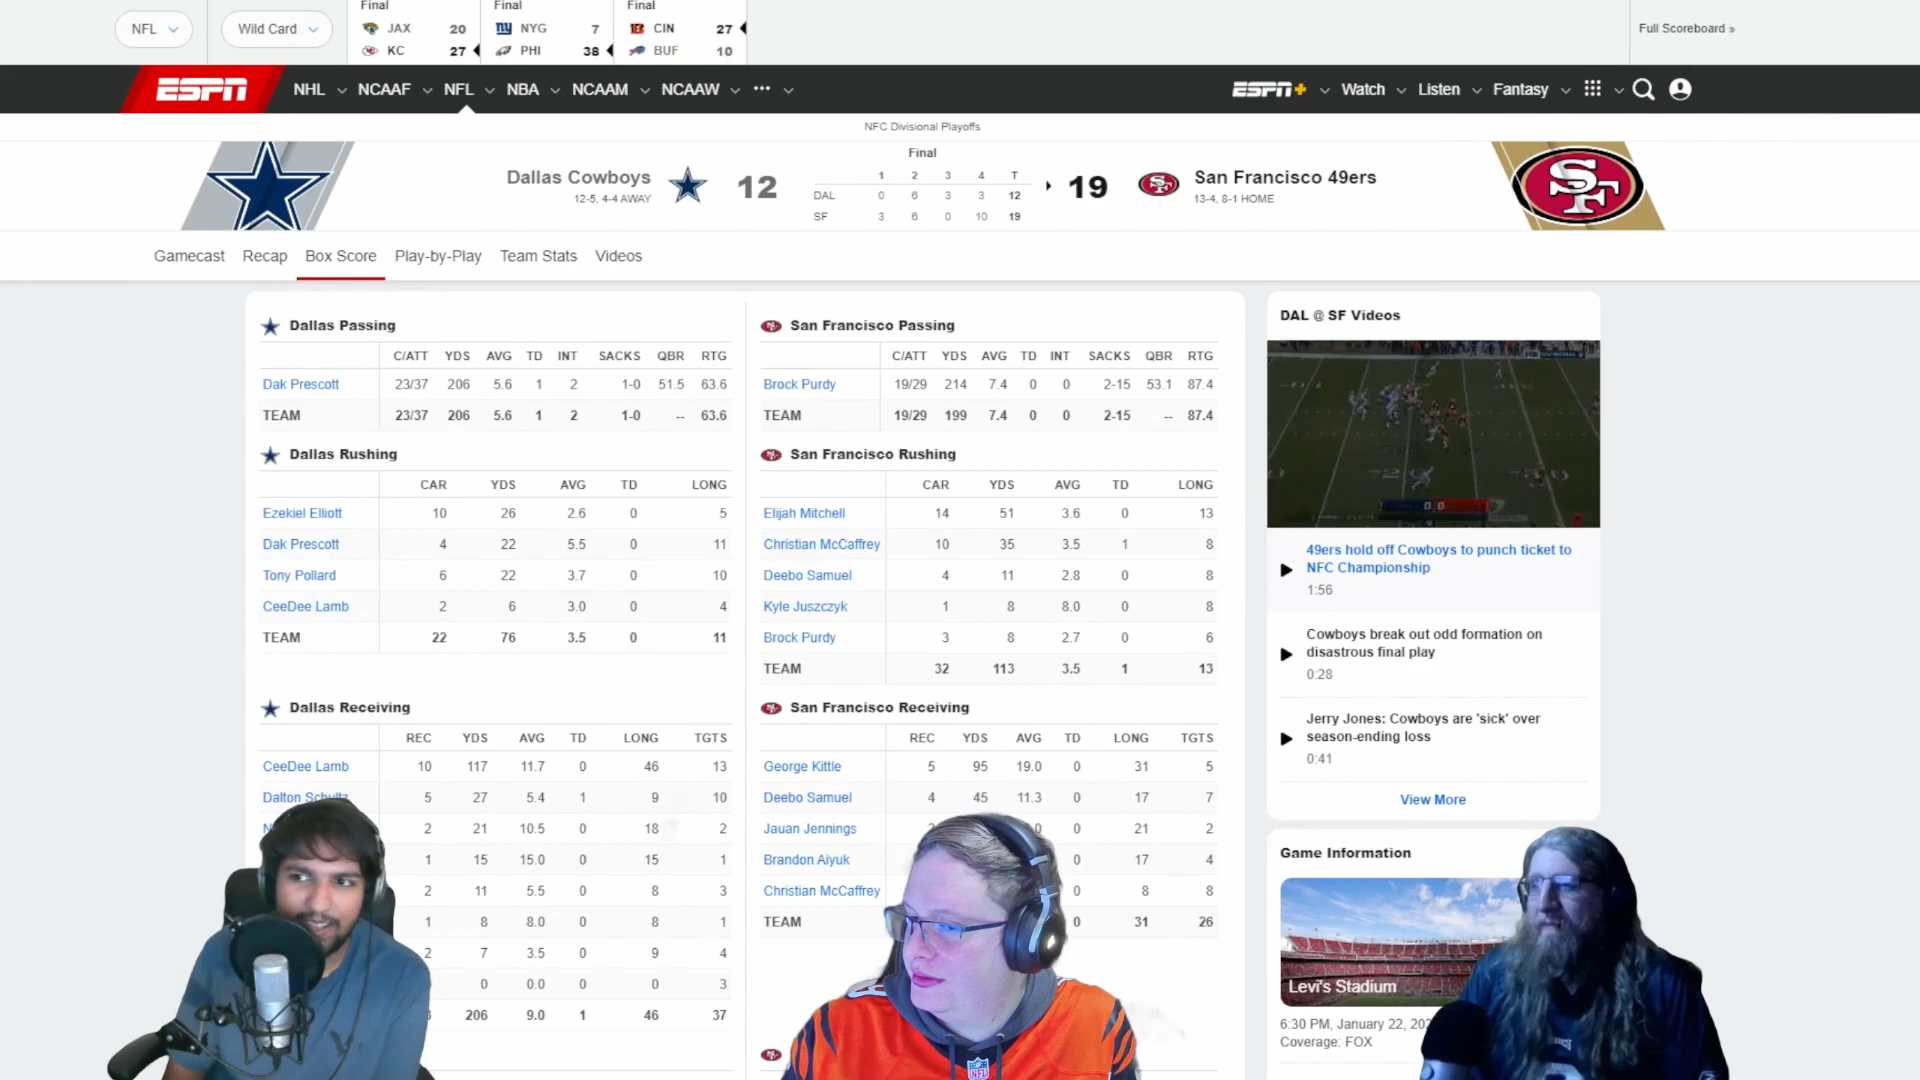 Final
Final
Final
NFL
Wild Card
JAX 20
KC 27
NYG 7
PHI 38
CIN 27
BUF 10
Full Scoreboard »
ESPN
NHL
NCAAF
NFL
NBA
NCAAM
NCAAW
ESPN+
Watch
Listen
Fantasy
NFC Divisional Playoffs
Final
Dallas Cowboys
12-5, 4-4 AWAY
12
1 2 3 4 T
DAL 0 6 3 3 12
SF 3 6 0 10 19
19
San Francisco 49ers
13-4, 8-1 HOME
SF
Gamecast
Recap
Box Score
Play-by-Play
Team Stats
Videos
Dallas Passing
C/ATT YDS AVG TD INT SACKS QBR RTG
Dak Prescott 23/37 206 5.6 1 2 1-0 51.5 63.6
TEAM 23/37 206 5.6 1 2 1-0 -- 63.6
Dallas Rushing
CAR YDS AVG TD LONG
Ezekiel Elliott 10 26 2.6 0 5
Dak Prescott 4 22 5.5 0 11
Tony Pollard 6 22 3.7 0 10
CeeDee Lamb 2 6 3.0 0 4
TEAM 22 76 3.5 0 11
Dallas Receiving
REC YDS AVG TD LONG TGTS
CeeDee Lamb 10 117 11.7 0 46 13
Dalton Schultz 5 27 5.4 1 9 10
N 2 21 10.5 0 18 2
1 15 15.0 0 15 1
2 11 5.5 0 8 3
1 8 8.0 0 8 1
2 7 3.5 0 9 4
0 0.0 0 0 3
206 9.0 1 46 37
San Francisco Passing
C/ATT YDS AVG TD INT SACKS QBR RTG
Brock Purdy 19/29 214 7.4 0 0 2-15 53.1 87.4
TEAM 19/29 199 7.4 0 0 2-15 -- 87.4
San Francisco Rushing
CAR YDS AVG TD LONG
Elijah Mitchell 14 51 3.6 0 13
Christian McCaffrey 10 35 3.5 1 8
Deebo Samuel 4 11 2.8 0 8
Kyle Juszczyk 1 8 8.0 0 8
Brock Purdy 3 8 2.7 0 6
TEAM 32 113 3.5 1 13
San Francisco Receiving
REC YDS AVG TD LONG TGTS
George Kittle 5 95 19.0 0 31 5
Deebo Samuel 4 45 11.3 0 17 7
Jauan Jennings 0 21 2
Brandon Aiyuk 0 17 4
Christian McCaffrey 0 8 8
TEAM 0 31 26
DAL @ SF Videos
49ers hold off Cowboys to punch ticket to
NFC Championship
1:56
Cowboys break out odd formation on
disastrous final play
0:28
Jerry Jones: Cowboys are 'sick' over
season-ending loss
0:41
View More
Game Information
Levi's Stadium
6:30 PM, January 22, 20
Coverage: FOX
NFL